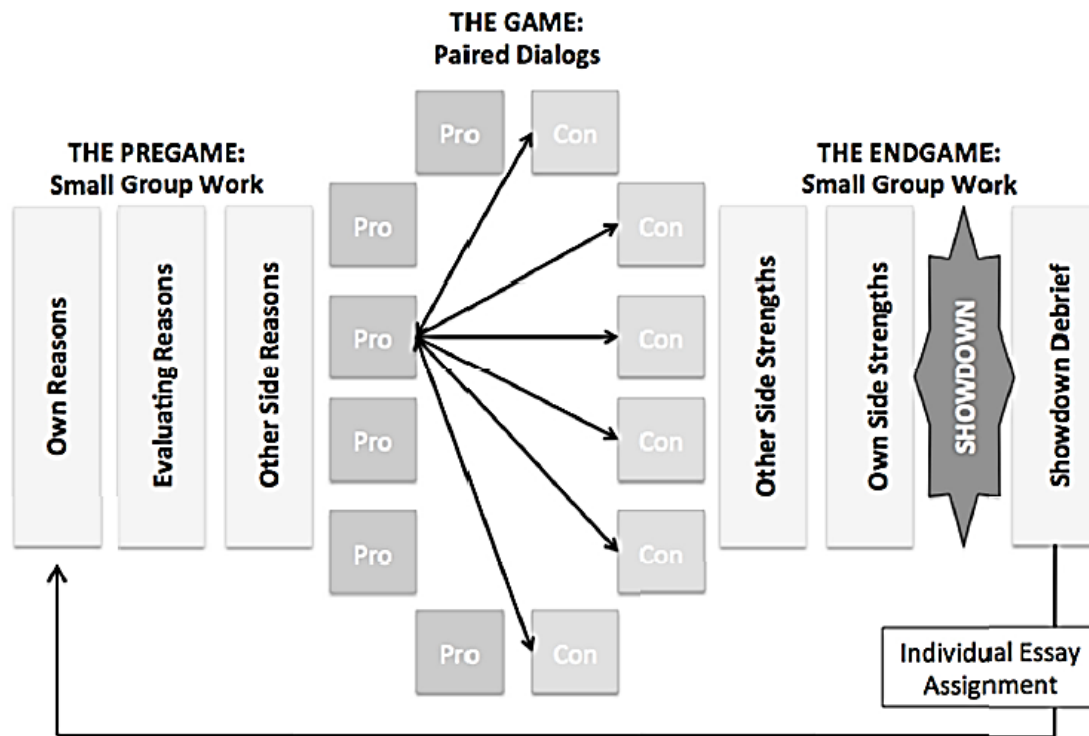 THE GAME:
Paired Dialogs
Pro
Con
THE PREGAME:
Small Group Work
THE ENDGAME:
Small Group Work
Pro
Con
Own Reasons
Evaluating Reasons
Other Side Reasons
Pro
Con
Other Side Strengths
Own Side Strengths
SHOWDOWN
Showdown Debrief
Pro
Con
Pro
Con
Pro
Con
Individual Essay
Assignment